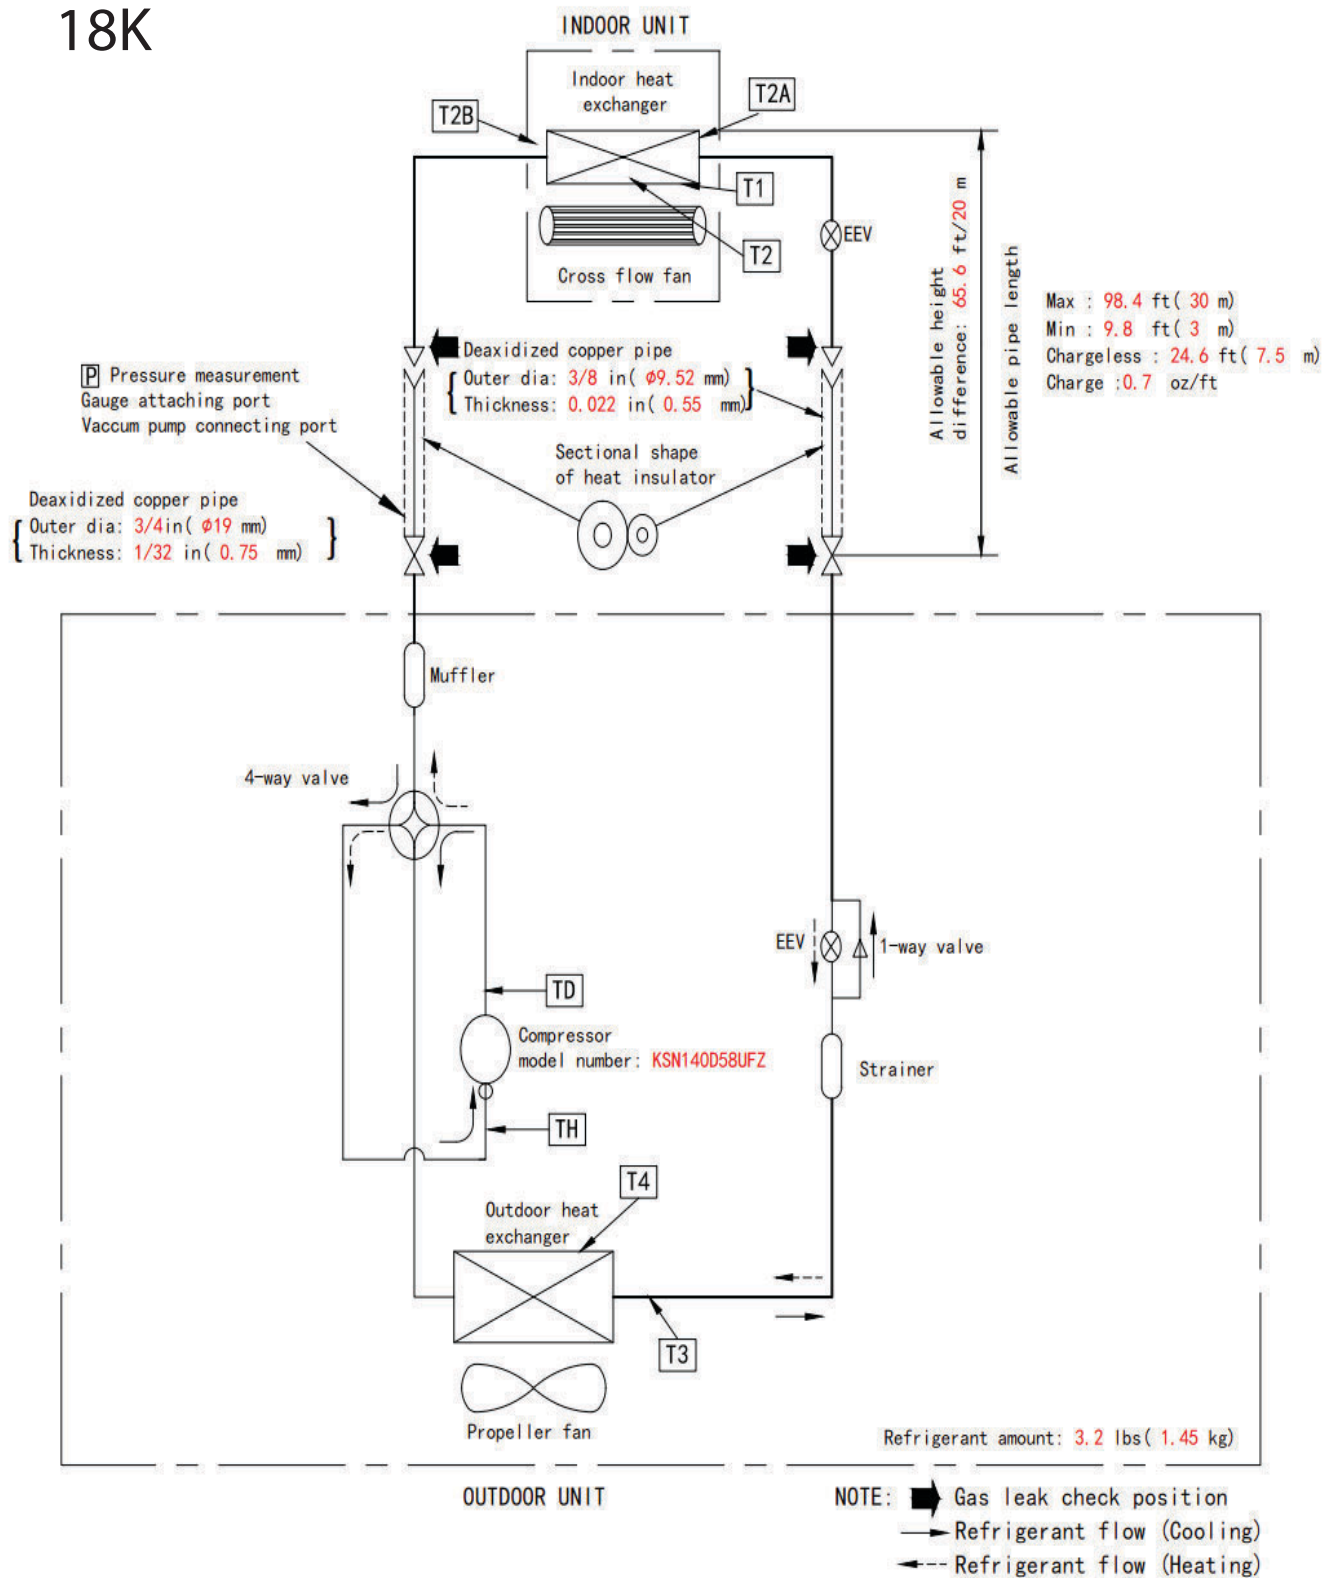 18K
INDOOR UNIT
Indoor heat
exchanger
T2B
T2A
T1
T2
EEV
Cross flow fan
Allowable height
difference: 65.6 ft/20 m
Allowable pipe length
Max : 98.4 ft( 30 m)
Min : 9.8 ft( 3 m)
Chargeless : 24.6 ft( 7.5 m)
Charge :0.7 oz/ft
Deaxidized copper pipe
Outer dia: 3/8 in( φ9.52 mm)
Thickness: 0.022 in( 0.55 mm)
P Pressure measurement
Gauge attaching port
Vaccum pump connecting port
Sectional shape
of heat insulator
Deaxidized copper pipe
Outer dia: 3/4in( φ19 mm)
Thickness: 1/32 in( 0.75 mm)
Muffler
4-way valve
EEV
1-way valve
TD
Compressor
model number: KSN140D58UFZ
Strainer
TH
T4
Outdoor heat
exchanger
T3
Propeller fan
Refrigerant amount: 3.2 lbs( 1.45 kg)
OUTDOOR UNIT
NOTE: Gas leak check position
Refrigerant flow (Cooling)
Refrigerant flow (Heating)